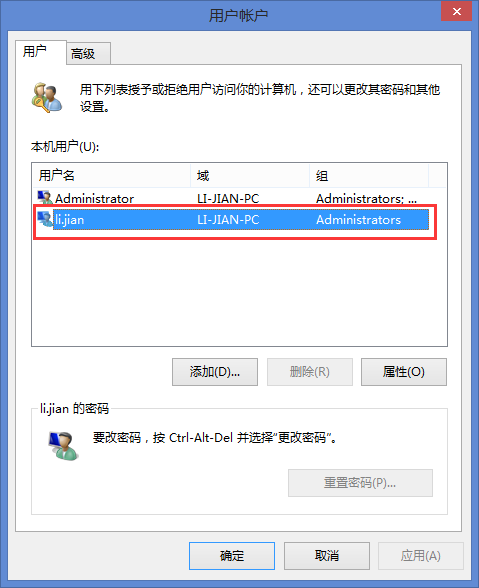 用户帐户
用户
高级
用下列表授予或拒绝用户访问你的计算机，还可以更改其密码和其他
设置。
本机用户(U):
用户名 域 组
Administrator LI-JIAN-PC Administrators; ...
li.jian LI-JIAN-PC Administrators
添加(D)... 删除(R) 属性(O)
li.jian 的密码
要改密码，按 Ctrl-Alt-Del 并选择“更改密码”。
重置密码(P)...
确定 取消 应用(A)